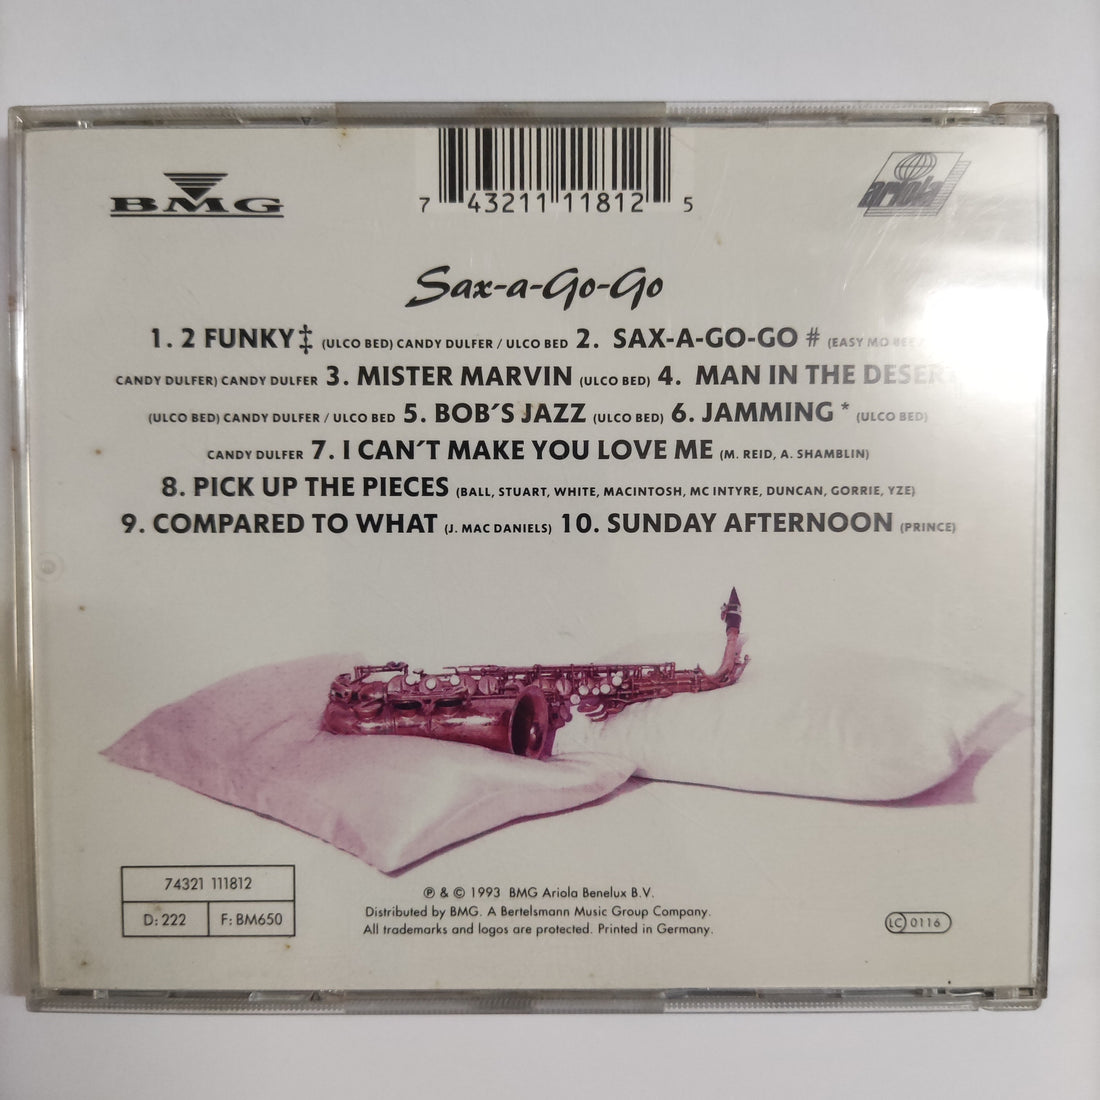 BMG
7 43211 11812 5
ariola
Sax-a-Go-Go
1. 2 FUNKY ‡ (ULCO BED) CANDY DULFER / ULCO BED 2. SAX-A-GO-GO # (EASY MO BEE /
CANDY DULFER) CANDY DULFER 3. MISTER MARVIN (ULCO BED) 4. MAN IN THE DESERT
(ULCO BED) CANDY DULFER / ULCO BED 5. BOB'S JAZZ (ULCO BED) 6. JAMMING * (ULCO BED)
CANDY DULFER 7. I CAN'T MAKE YOU LOVE ME (M. REID, A. SHAMBLIN)
8. PICK UP THE PIECES (BALL, STUART, WHITE, MACINTOSH, MC INTYRE, DUNCAN, GORRIE, YZE)
9. COMPARED TO WHAT (J. MAC DANIELS) 10. SUNDAY AFTERNOON (PRINCE)
74321 111812
D: 222 F: BM650
℗ & © 1993 BMG Ariola Benelux B.V.
Distributed by BMG. A Bertelsmann Music Group Company.
All trademarks and logos are protected. Printed in Germany.
LC 0116